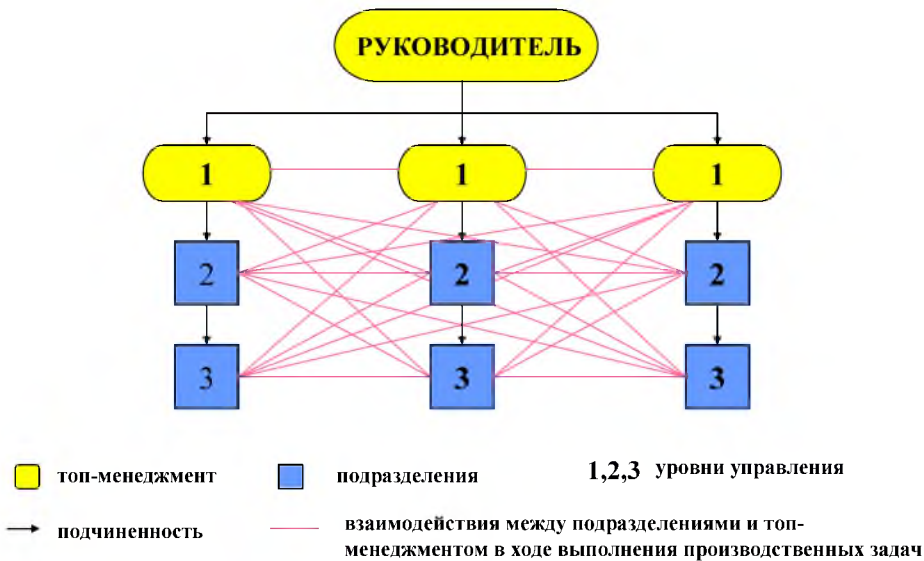 РУКОВОДИТЕЛЬ
1 1 1
2 2 2
3 3 3
топ-менеджмент подразделения 1,2,3 уровни управления
подчиненность взаимодействия между подразделениями и топ-
менеджментом в ходе выполнения производственных задач